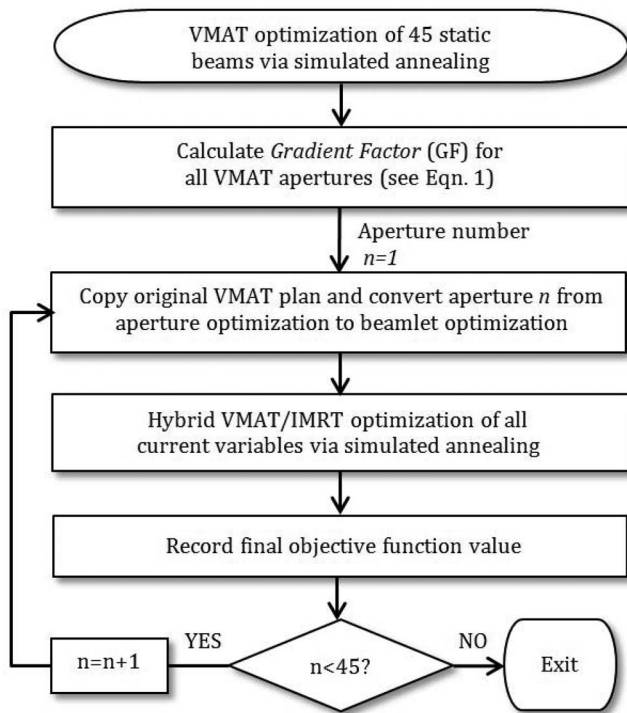 VMAT optimization of 45 static
beams via simulated annealing
Calculate Gradient Factor (GF) for
all VMAT apertures (see Eqn. 1)
Aperture number
n=1
Copy original VMAT plan and convert aperture n from
aperture optimization to beamlet optimization
Hybrid VMAT/IMRT optimization of all
current variables via simulated annealing
Record final objective function value
n=n+1
YES
n<45?
NO
Exit